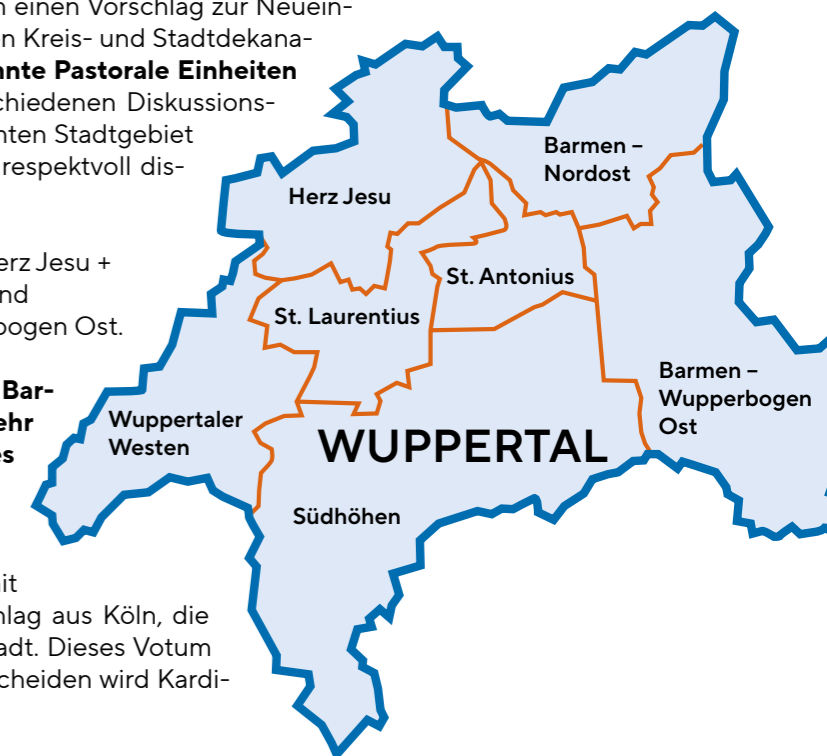 n einen Vorschlag zur Neuein-
en Kreis- und Stadtdekana-
nnte Pastorale Einheiten
chiedenen Diskussions-
nten Stadtgebiet
respektvoll dis-
erz Jesu +
nd
bogen Ost.
Bar-
ehr
es
it
hlag aus Köln, die
adt. Dieses Votum
cheiden wird Kardi-
Barmen –
Nordost
Herz Jesu
St. Antonius
St. Laurentius
Barmen –
Wupperbogen
Ost
Wuppertaler
Westen
WUPPERTAL
Südhöhen